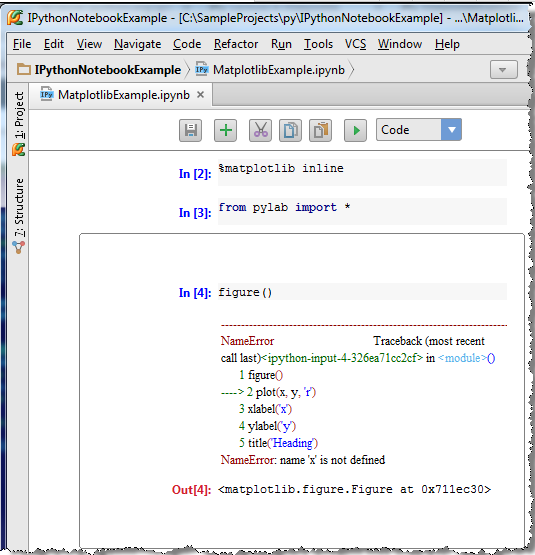 IPythonNotebookExample - [C:\SampleProjects\py\IPythonNotebookExample] - ...\Matplotli...
File Edit View Navigate Code Refactor Run Tools VCS Window Help
IPythonNotebookExample IPy MatplotlibExample.ipynb
1: Project
7: Structure
IPy MatplotlibExample.ipynb ×
Code
In [2]: %matplotlib inline
In [3]: from pylab import *
In [4]: figure()
---------------------------------------------------------------------------
NameError Traceback (most recent
call last)<ipython-input-4-326ea71cc2cf> in <module>()
1 figure()
----> 2 plot(x, y, 'r')
3 xlabel('x')
4 ylabel('y')
5 title('Heading')
NameError: name 'x' is not defined
Out[4]: <matplotlib.figure.Figure at 0x711ec30>